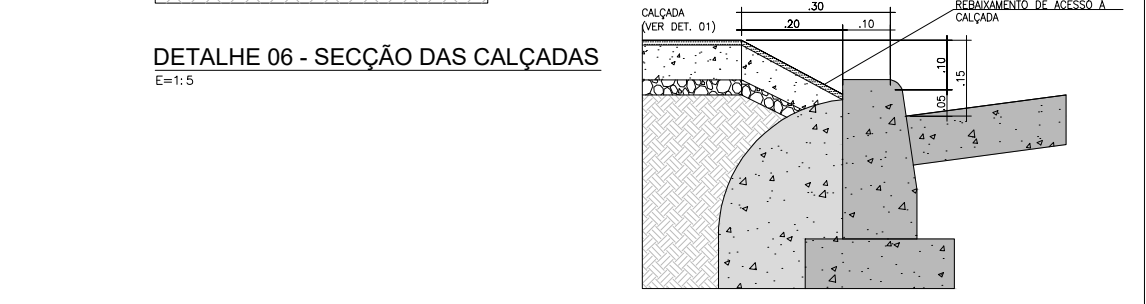 DETALHE 06 - SECÇÃO DAS CALÇADAS
E=1:5
CALÇADA
(VER DET. 01)
.30
.20
.10
REBAIXAMENTO DE ACESSO À
CALÇADA
.10
.15
.05